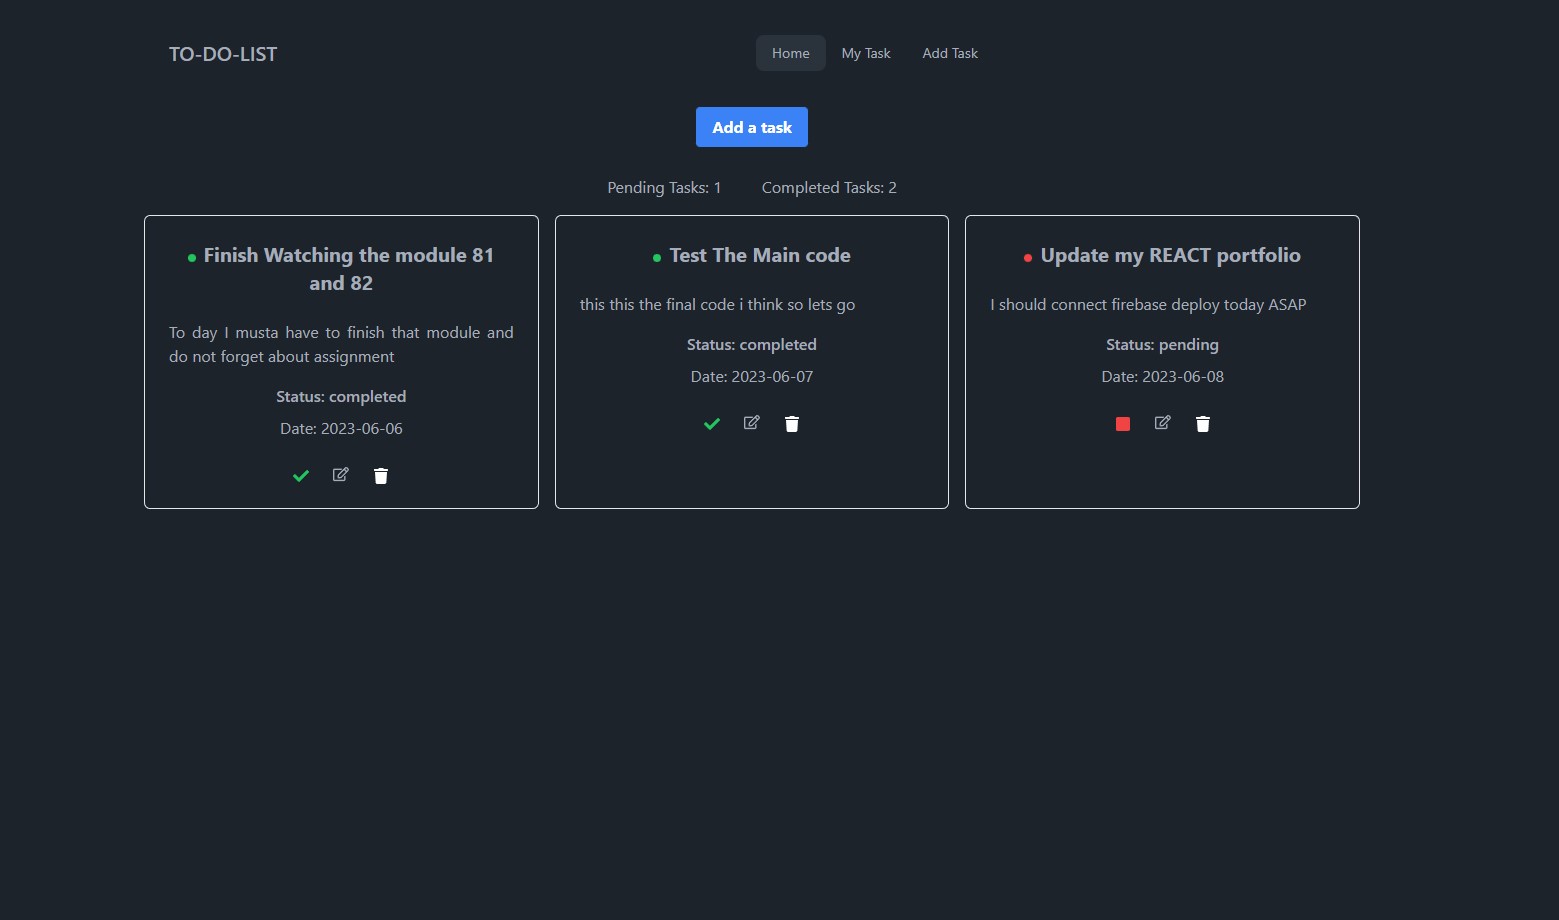 TO-DO-LIST
Home
My Task
Add Task
Add a task
Pending Tasks: 1
Completed Tasks: 2
Finish Watching the module 81
and 82
To day I musta have to finish that module and
do not forget about assignment
Status: completed
Date: 2023-06-06
Test The Main code
this this the final code i think so lets go
Status: completed
Date: 2023-06-07
Update my REACT portfolio
I should connect firebase deploy today ASAP
Status: pending
Date: 2023-06-08